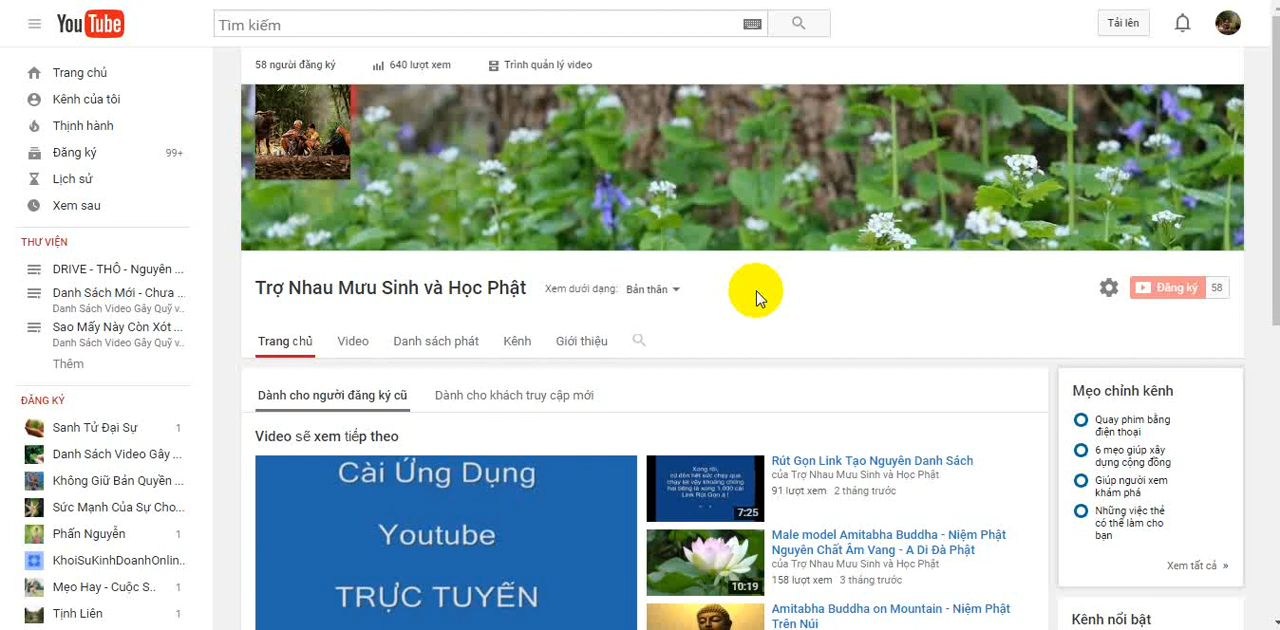 YouTube
Tìm kiếm
Tải lên
Trang chủ
Kênh của tôi
Thịnh hành
Đăng ký 99+
Lịch sử
Xem sau
THƯ VIỆN
DRIVE - THÔ - Nguyên ...
Danh Sách Mới - Chưa ...
Danh Sách Video Gây Quỹ v..
Sao Mấy Này Còn Xót ...
Danh Sách Video Gây Quỹ v..
Thêm
ĐĂNG KÝ
Sanh Tử Đại Sự 1
Danh Sách Video Gây ...
Không Giữ Bản Quyền ...
Sức Mạnh Của Sự Cho...
Phấn Nguyễn 1
KhoiSuKinhDoanhOnlin..
Mẹo Hay - Cuộc S.. 1
Tịnh Liên 1
58 người đăng ký 640 lượt xem Trình quản lý video
Trợ Nhau Mưu Sinh và Học Phật Xem dưới dạng: Bản thân
Đăng ký 58
Trang chủ Video Danh sách phát Kênh Giới thiệu
Dành cho người đăng ký cũ Dành cho khách truy cập mới
Video sẽ xem tiếp theo
Cài Ứng Dụng
Youtube
TRỰC TUYẾN
7:25
Rút Gọn Link Tạo Nguyên Danh Sách
của Trợ Nhau Mưu Sinh và Học Phật
91 lượt xem 2 tháng trước
10:19
Male model Amitabha Buddha - Niệm Phật
Nguyên Chất Âm Vang - A Di Đà Phật
của Trợ Nhau Mưu Sinh và Học Phật
158 lượt xem 3 tháng trước
Amitabha Buddha on Mountain - Niệm Phật
Trên Núi
Mẹo chỉnh kênh
Quay phim bằng
điện thoại
6 mẹo giúp xây
dựng cộng đồng
Giúp người xem
khám phá
Những việc thẻ
có thể làm cho
bạn
Xem tất cả »
Kênh nổi bật